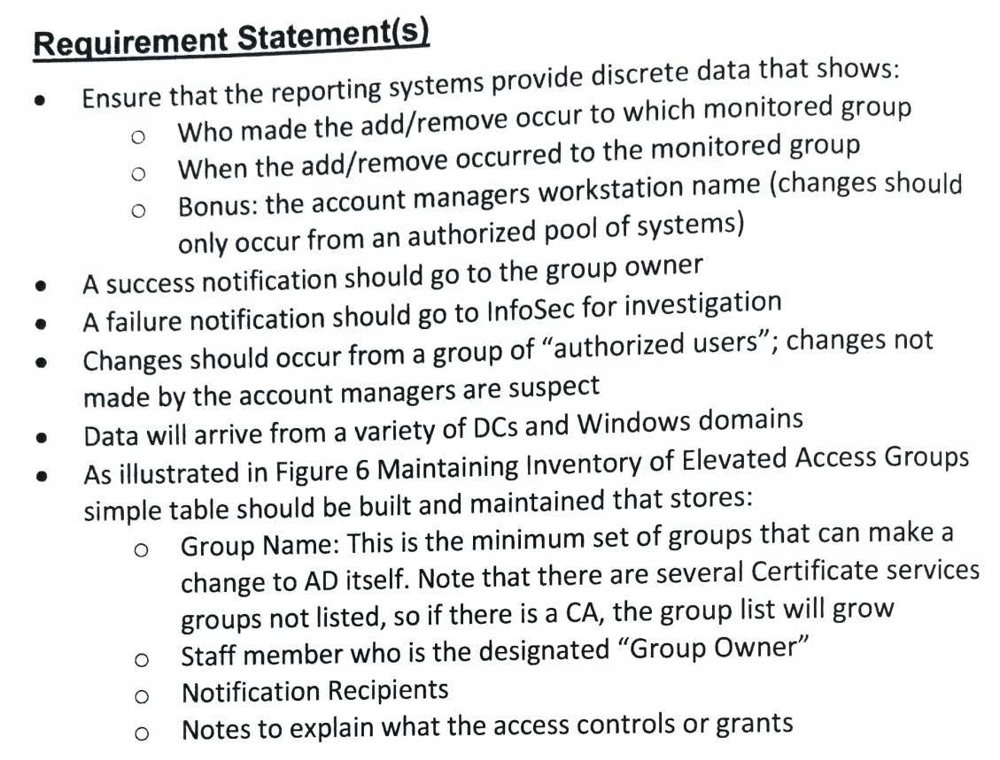 Requirement Statement(s)
• Ensure that the reporting systems provide discrete data that shows:
o Who made the add/remove occur to which monitored group
o When the add/remove occurred to the monitored group
o Bonus: the account managers workstation name (changes should
only occur from an authorized pool of systems)
• A success notification should go to the group owner
• A failure notification should go to InfoSec for investigation
• Changes should occur from a group of “authorized users”; changes not
made by the account managers are suspect
• Data will arrive from a variety of DCs and Windows domains
• As illustrated in Figure 6 Maintaining Inventory of Elevated Access Groups
simple table should be built and maintained that stores:
o Group Name: This is the minimum set of groups that can make a
change to AD itself. Note that there are several Certificate services
groups not listed, so if there is a CA, the group list will grow
o Staff member who is the designated “Group Owner”
o Notification Recipients
o Notes to explain what the access controls or grants